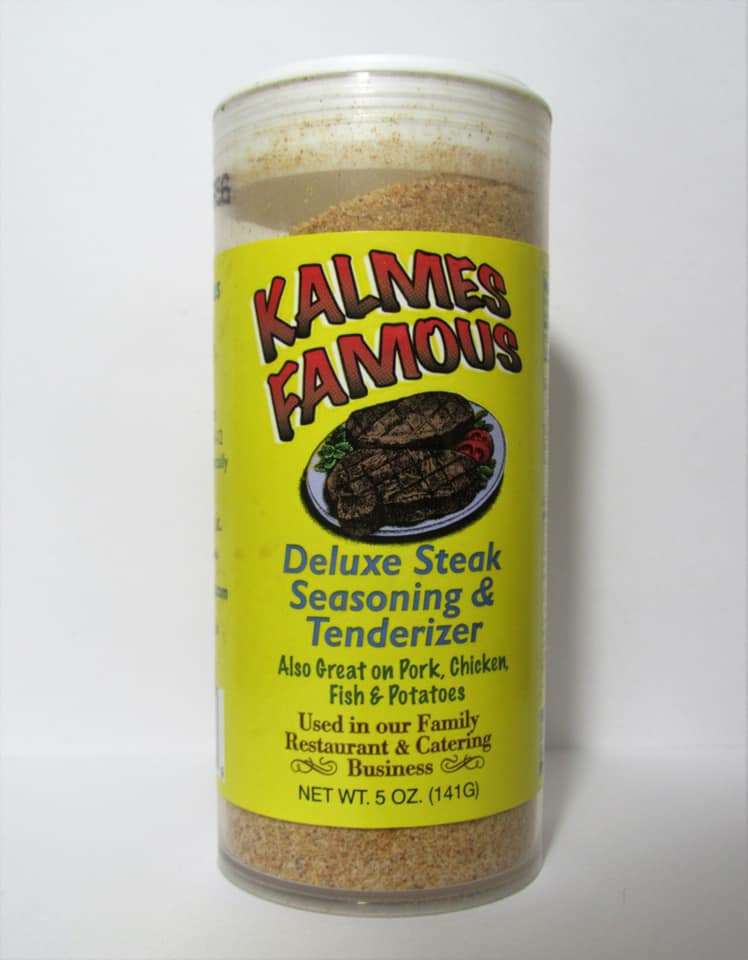 KALMES
FAMOUS
Deluxe Steak
Seasoning &
Tenderizer
Also Great on Pork, Chicken,
Fish & Potatoes
Used in our Family
Restaurant & Catering
Business
NET WT. 5 OZ. (141G)